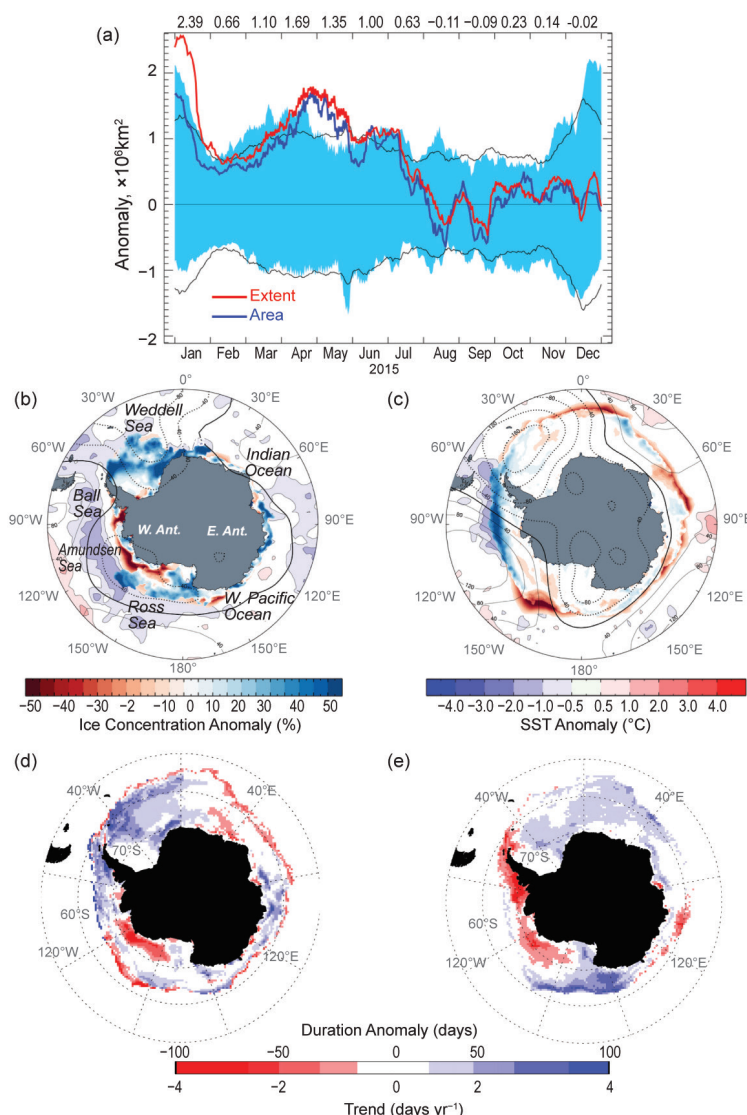 2.39 0.66 1.10 1.69 1.35 1.00 0.63 −0.11 −0.09 0.23 0.14 -0.02
(a)
Anomaly, ×10⁶km²
2
1
0
−1
−2
Extent
Area
Jan Feb Mar Apr May Jun Jul Aug Sep Oct Nov Dec
2015
(b)
0°
30°W
30°E
60°W
60°E
90°W
90°E
120°W
120°E
150°W
150°E
180°
Weddell
Sea
Indian
Ocean
Ball
Sea
W. Ant.
E. Ant.
Amundsen
Sea
Ross
Sea
W. Pacific
Ocean
−50 −30 −2 10 30 50
−40 −20 −10 0 20 40
Ice Concentration Anomaly (%)
(c)
0°
30°W
30°E
60°W
60°E
90°W
90°E
120°W
120°E
150°W
150°E
180°
−4.0 −2.0 −0.5 1.0 3.0
−3.0 −1.0 0.5 2.0 4.0
SST Anomaly (°C)
(d)
40°W
40°E
70°S
60°S
120°W
120°E
(e)
40°W
40°E
70°S
60°S
120°W
120°E
Duration Anomaly (days)
−100 −50 0 50 100
−4 −2 0 2 4
Trend (days yr⁻¹)